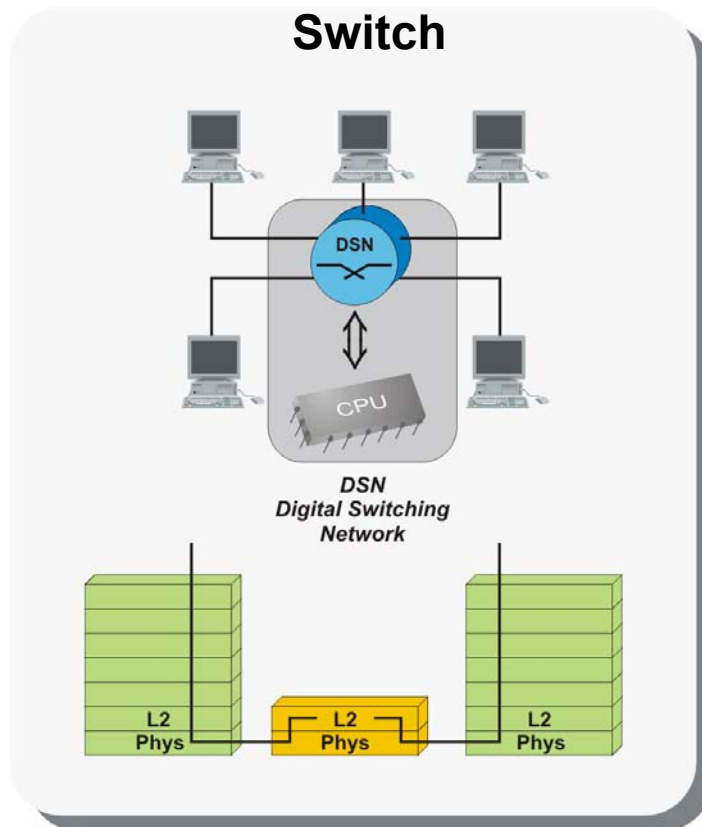 Switch
DSN
CPU
DSN
Digital Switching
Network
L2
Phys
L2
Phys
L2
Phys